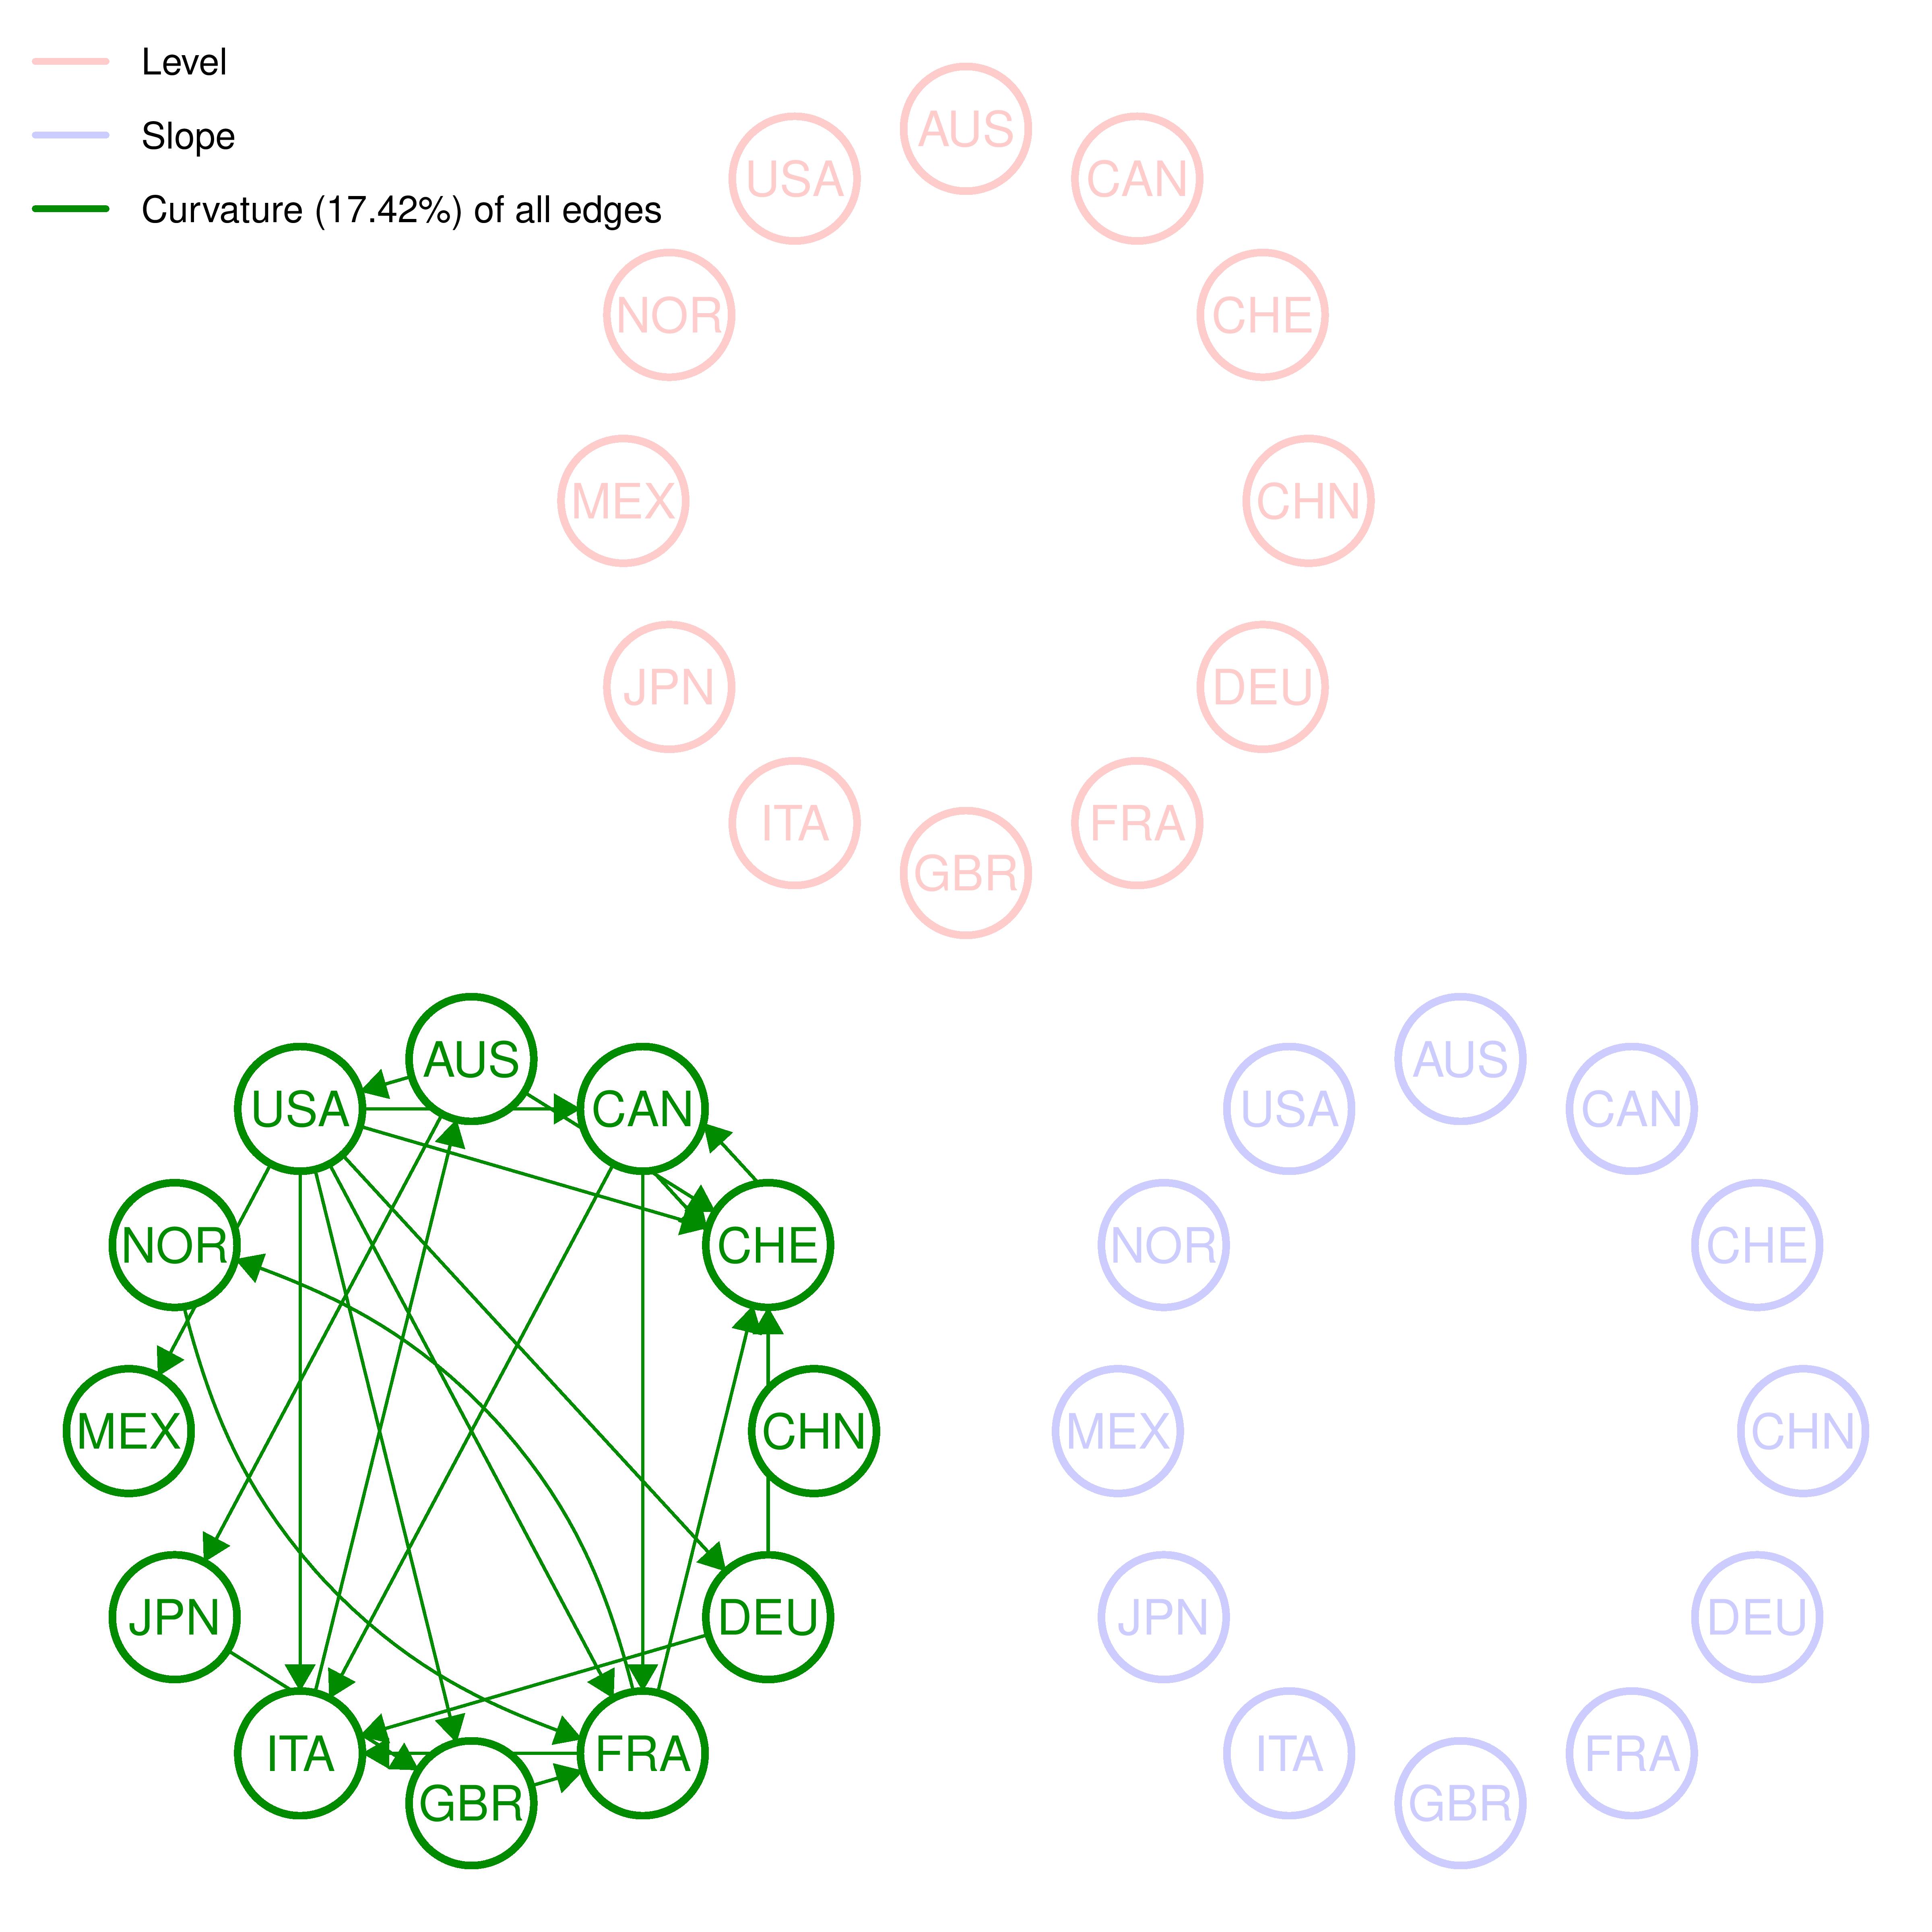 Level
Slope
Curvature (17.42%) of all edges
AUS
USA
CAN
NOR
CHE
MEX
CHN
JPN
DEU
ITA
FRA
GBR
AUS
USA
CAN
NOR
CHE
MEX
CHN
JPN
DEU
ITA
FRA
GBR
AUS
USA
CAN
NOR
CHE
MEX
CHN
JPN
DEU
ITA
FRA
GBR